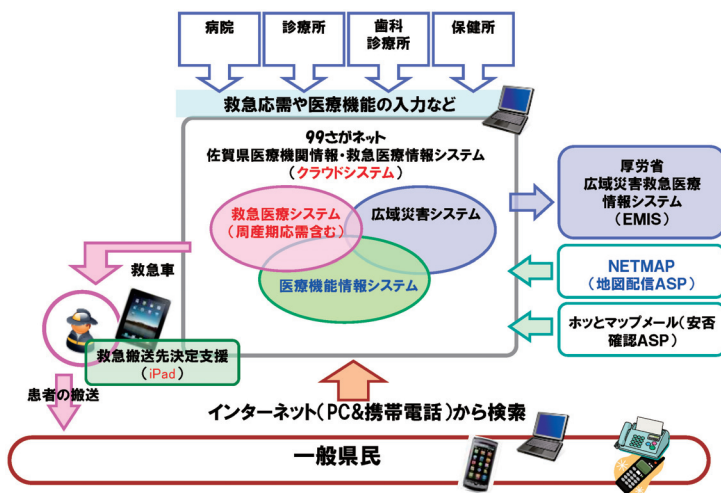 病院
診療所
歯科
診療所
保健所
救急応需や医療機能の入力など
99さがネット
佐賀県医療機関情報・救急医療情報システム
（クラウドシステム）
救急医療システム
（周産期応需含む）
広域災害システム
医療機能情報システム
厚労省
広域災害救急医療
情報システム
（EMIS）
NETMAP
（地図配信ASP）
ホッとマップメール（安否
確認ASP）
救急車
救急搬送先決定支援
（iPad）
患者の搬送
インターネット（PC&携帯電話）から検索
一般県民